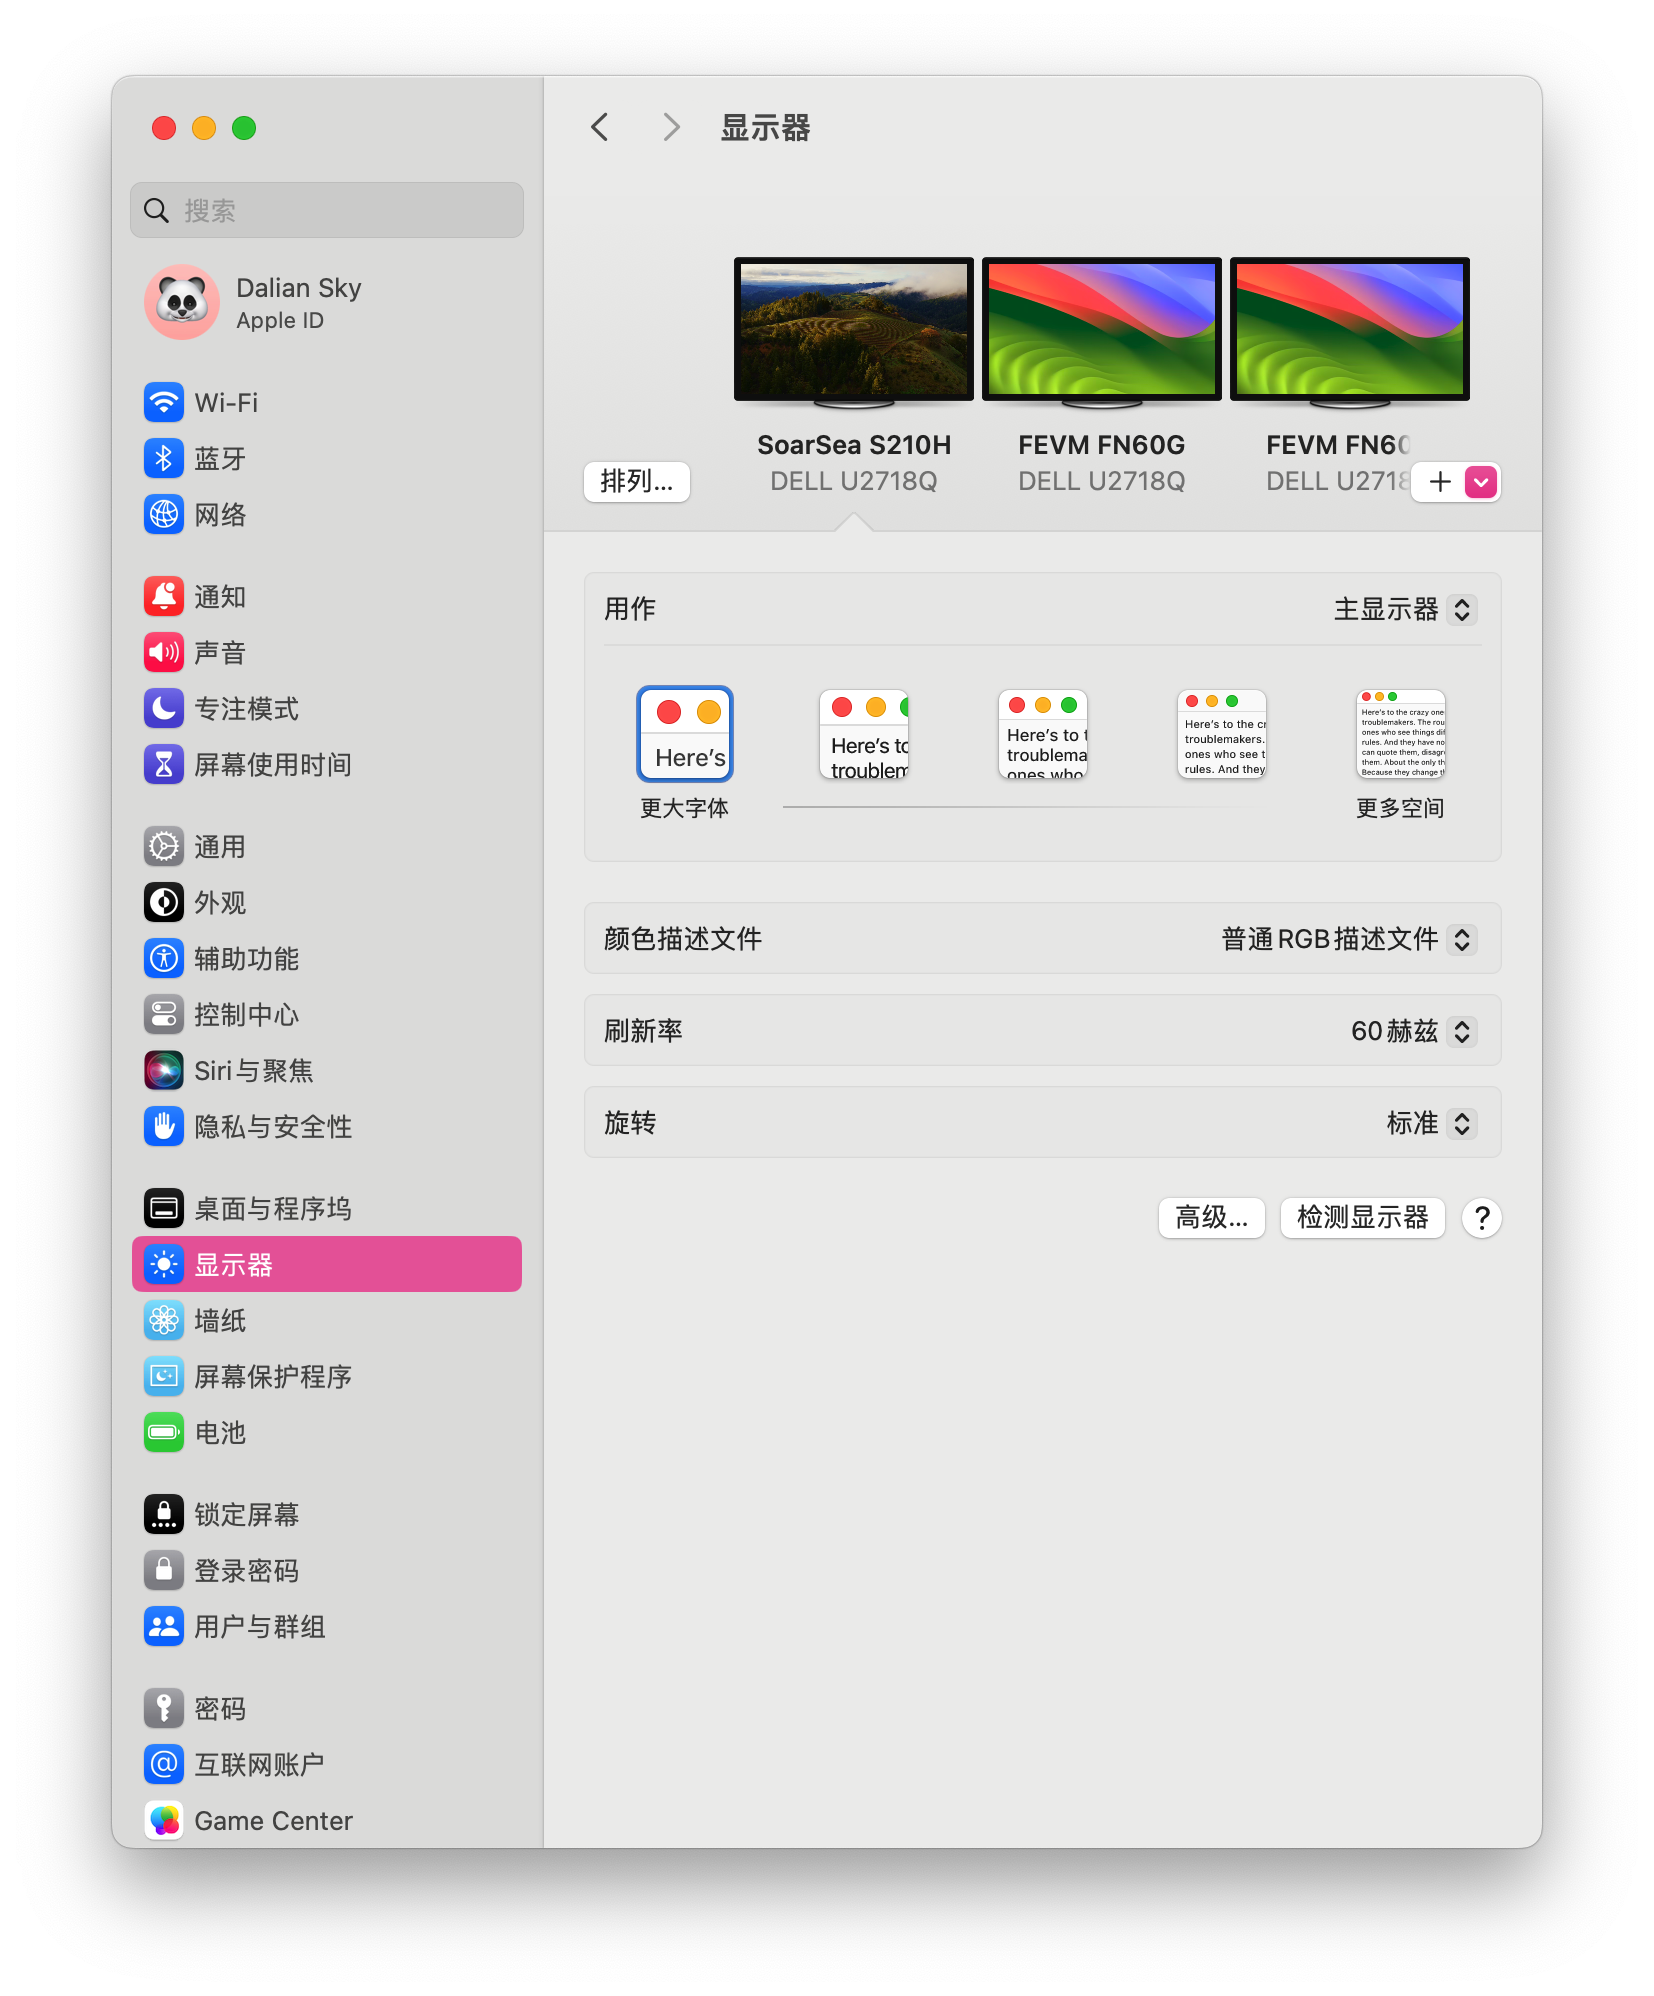 显示器
搜索
Dalian Sky
Apple ID
Wi-Fi
蓝牙
网络
通知
声音
专注模式
屏幕使用时间
通用
外观
辅助功能
控制中心
Siri与聚焦
隐私与安全性
桌面与程序坞
显示器
墙纸
屏幕保护程序
电池
锁定屏幕
登录密码
用户与群组
密码
互联网账户
Game Center
SoarSea S210H
DELL U2718Q
FEVM FN60G
DELL U2718Q
FEVM FN60
DELL U2718
排列...
用作
主显示器
Here's
Here's to
troublem
Here's to t
troublema
ones who
Here's to the cr
troublemakers.
ones who see t
rules. And they
Here's to the crazy one
troublemakers. The rou
ones who see things dif
rules. And they have no
can quote them, disagr
them. About the only th
Because they change th
更大字体
更多空间
颜色描述文件
普通RGB描述文件
刷新率
60赫兹
旋转
标准
高级...
检测显示器
?